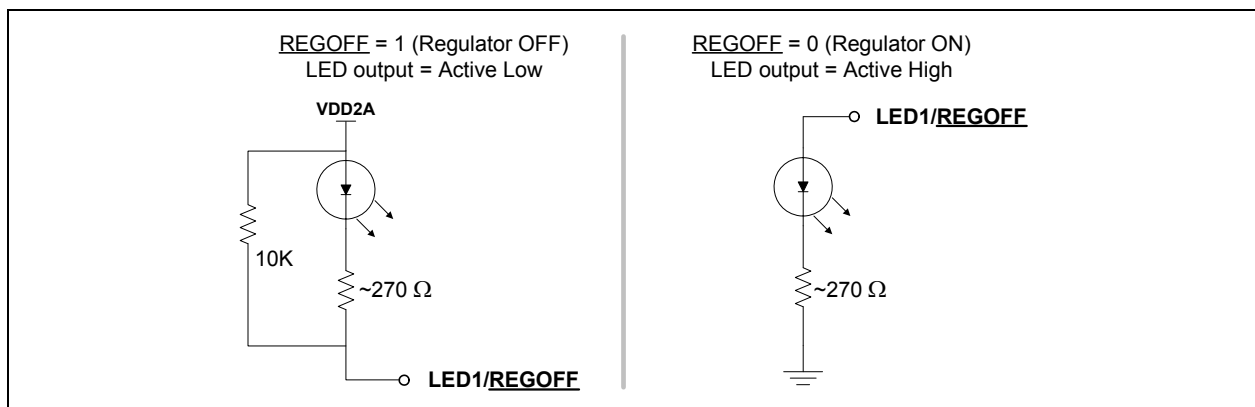 REGOFF = 1 (Regulator OFF)
LED output = Active Low
VDD2A
10K
~270 Ω
LED1/REGOFF
REGOFF = 0 (Regulator ON)
LED output = Active High
LED1/REGOFF
~270 Ω